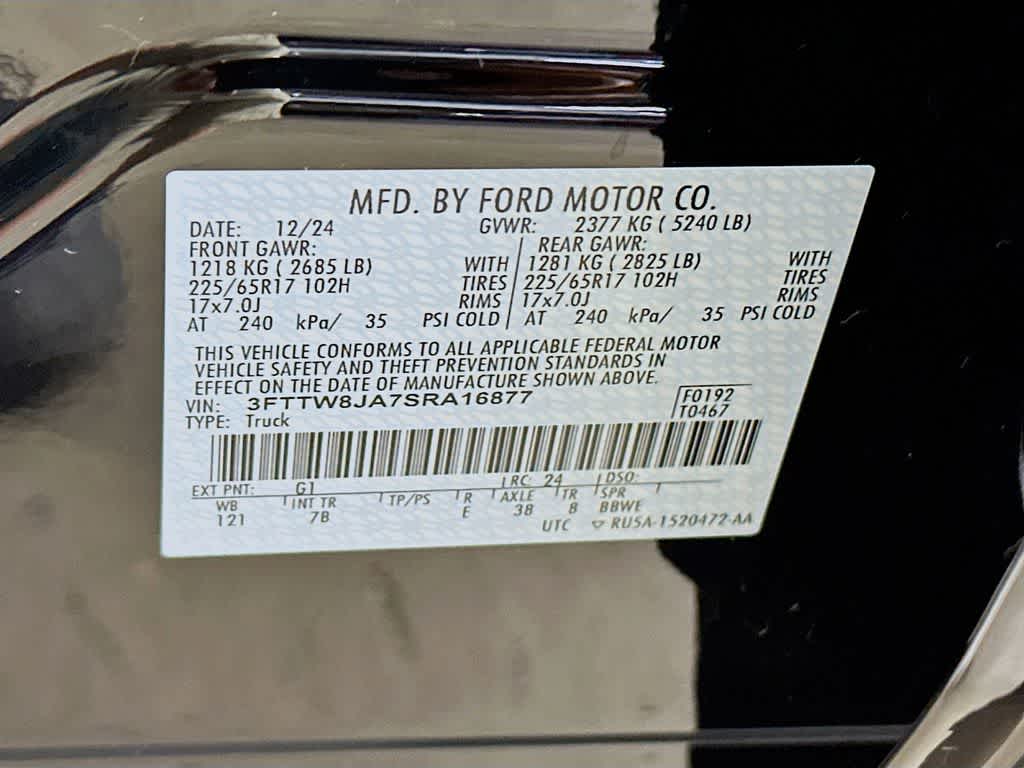 MFD. BY FORD MOTOR CO.
DATE: 12/24 GVWR: 2377 KG ( 5240 LB)
FRONT GAWR: REAR GAWR:
1218 KG ( 2685 LB) WITH 1281 KG ( 2825 LB) WITH
225/65R17 102H TIRES 225/65R17 102H TIRES
17x7.0J RIMS 17x7.0J RIMS
AT 240 kPa/ 35 PSI COLD AT 240 kPa/ 35 PSI COLD
THIS VEHICLE CONFORMS TO ALL APPLICABLE FEDERAL MOTOR
VEHICLE SAFETY AND THEFT PREVENTION STANDARDS IN
EFFECT ON THE DATE OF MANUFACTURE SHOWN ABOVE.
VIN: 3FTTW8JA7SRA16877 F0192
TYPE: Truck T0467
EXT PNT: G1 RC: 24 DSO:
WB INT TR TP/PS R AXLE TR SPR
121 7B E 38 8 BBWE
UTC RU5A-1520472-AA